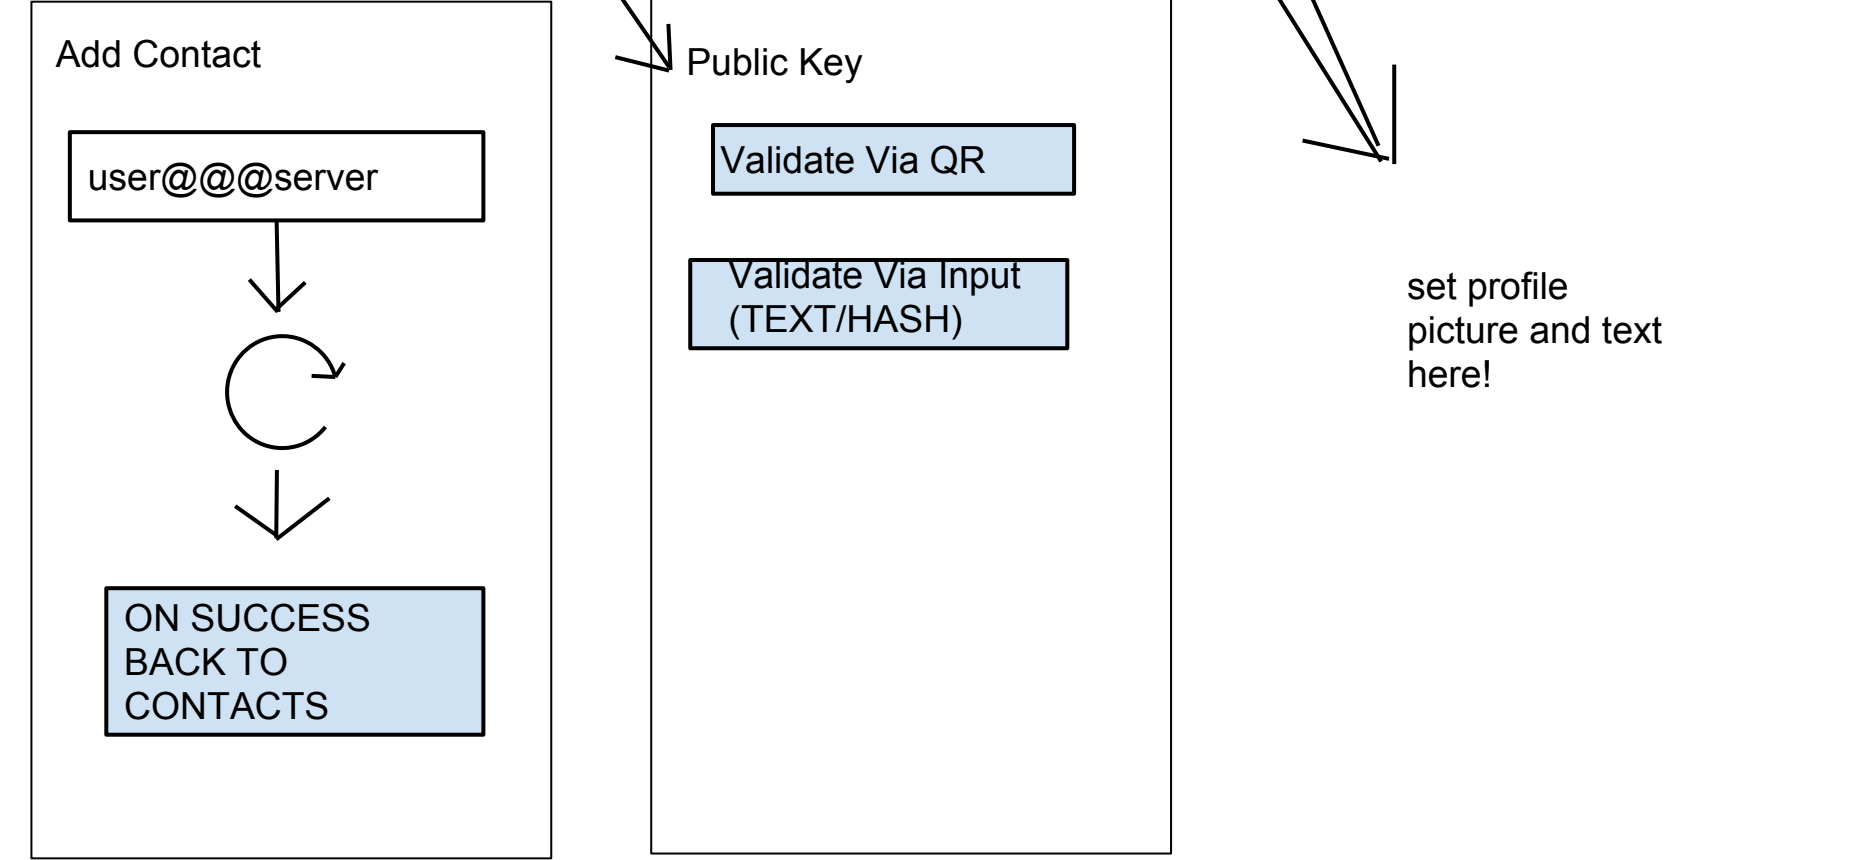 Add Contact
user@@@server
ON SUCCESS
BACK TO
CONTACTS
Public Key
Validate Via QR
Validate Via Input
(TEXT/HASH)
set profile
picture and text
here!